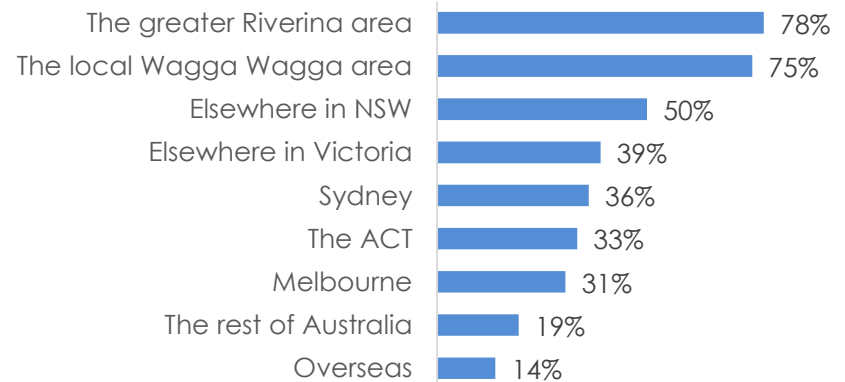 The greater Riverina area 78%
The local Wagga Wagga area 75%
Elsewhere in NSW 50%
Elsewhere in Victoria 39%
Sydney 36%
The ACT 33%
Melbourne 31%
The rest of Australia 19%
Overseas 14%